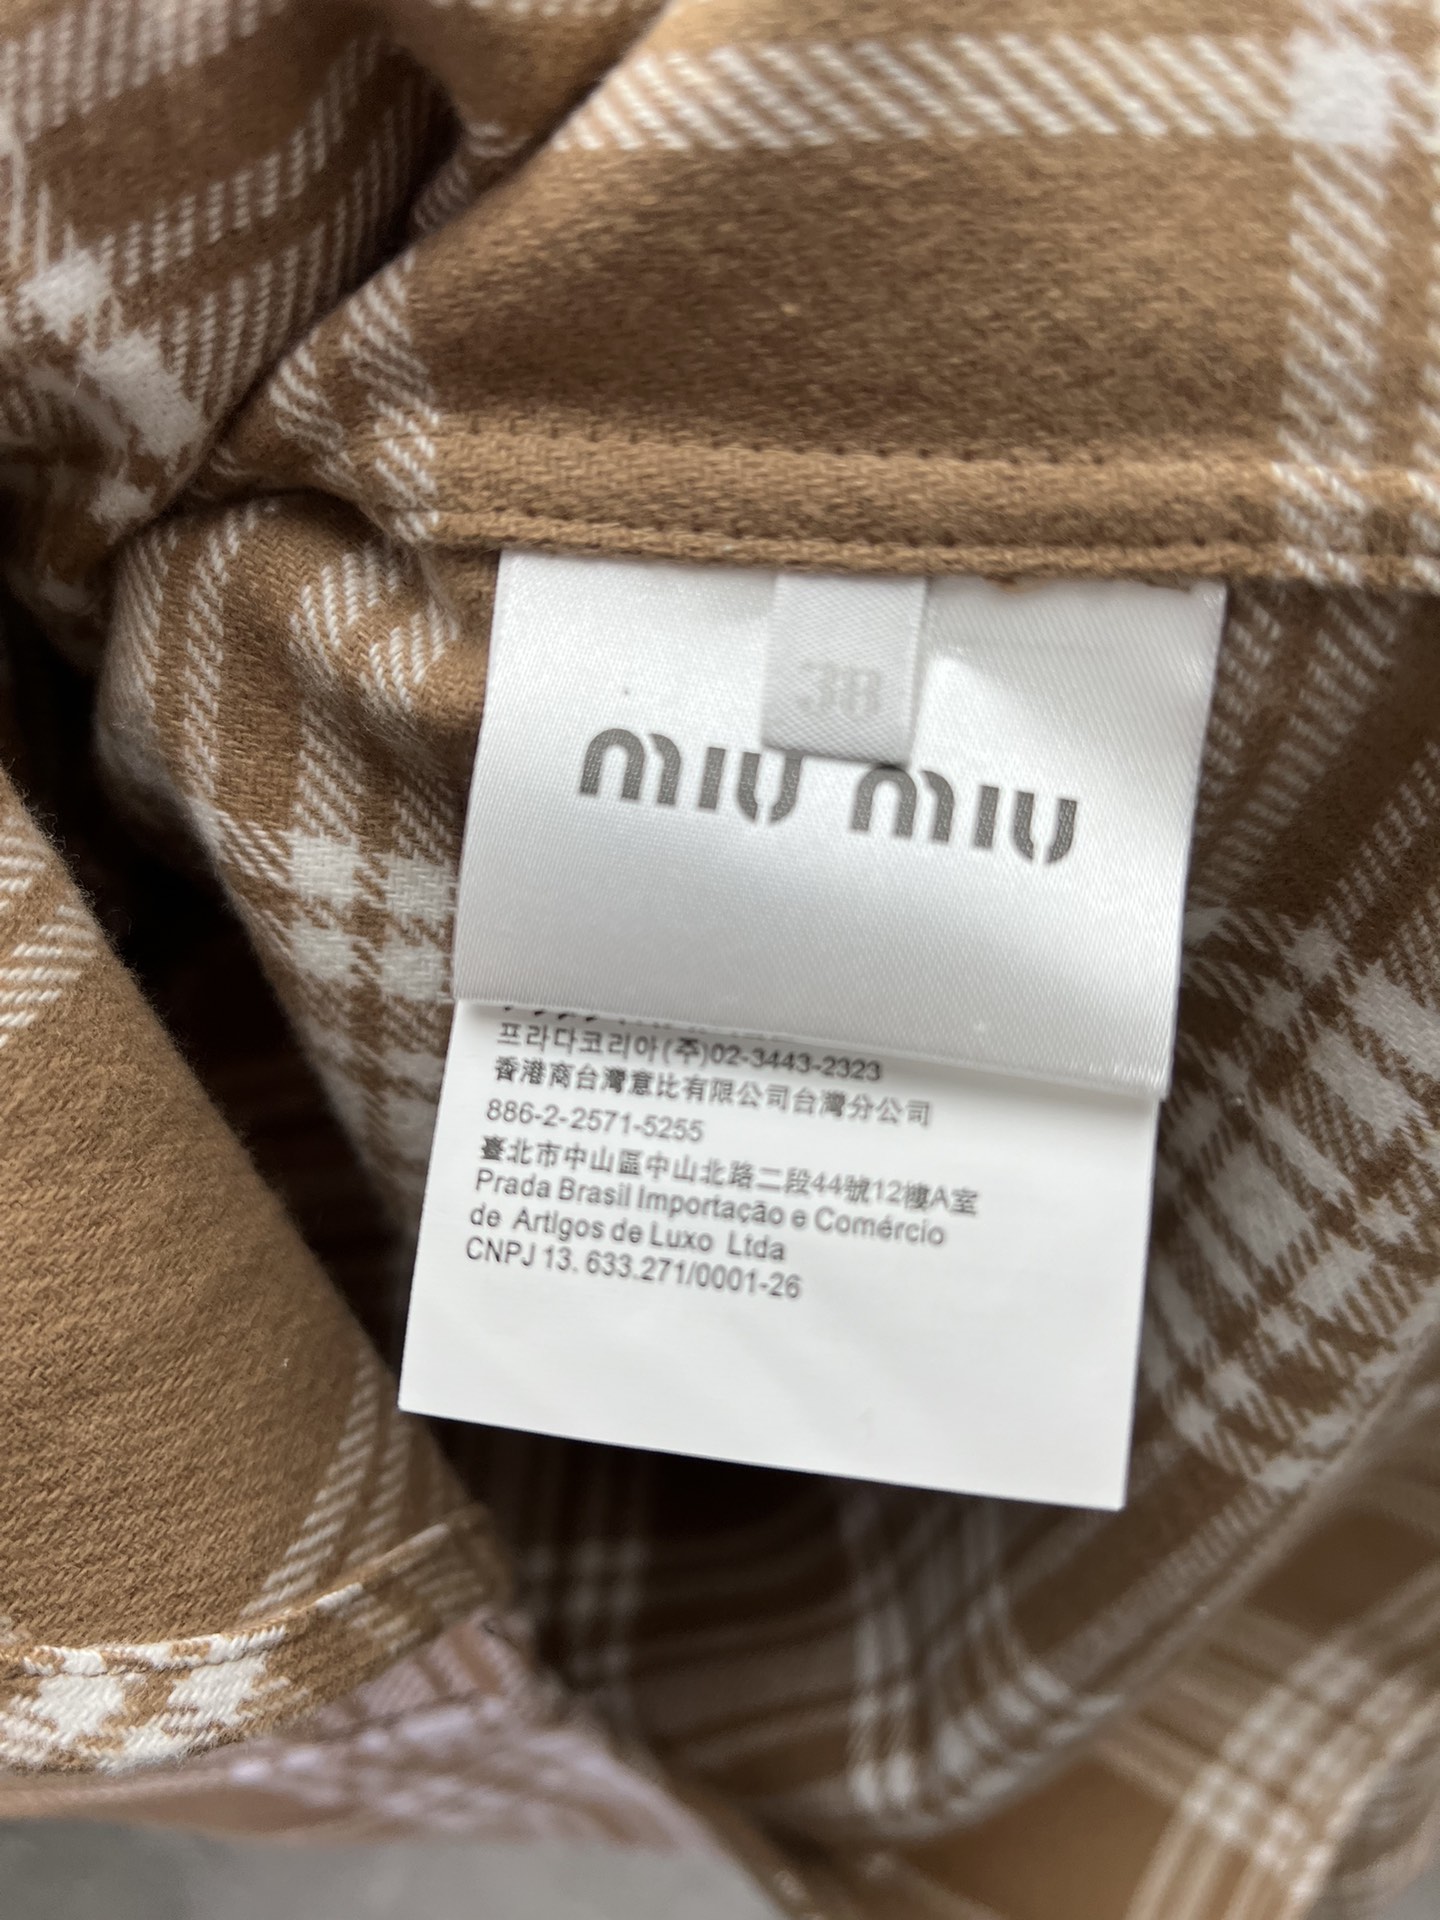 38
miu miu
프라다코리아(주)02-3443-2323
香港商台灣意比有限公司台灣分公司
886-2-2571-5255
臺北市中山區中山北路二段44號12樓A室
Prada Brasil Importação e Comércio
de Artigos de Luxo Ltda
CNPJ 13. 633.271/0001-26